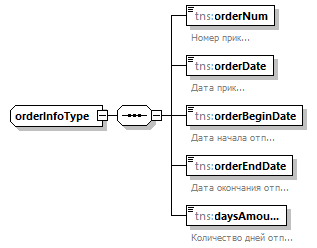 tns:orderNum
Номер прик...
tns:orderDate
Дата прик...
orderInfoType
tns:orderBeginDate
Дата начала отп...
tns:orderEndDate
Дата окончания отп...
tns:daysAmou...
Количество дней отп...